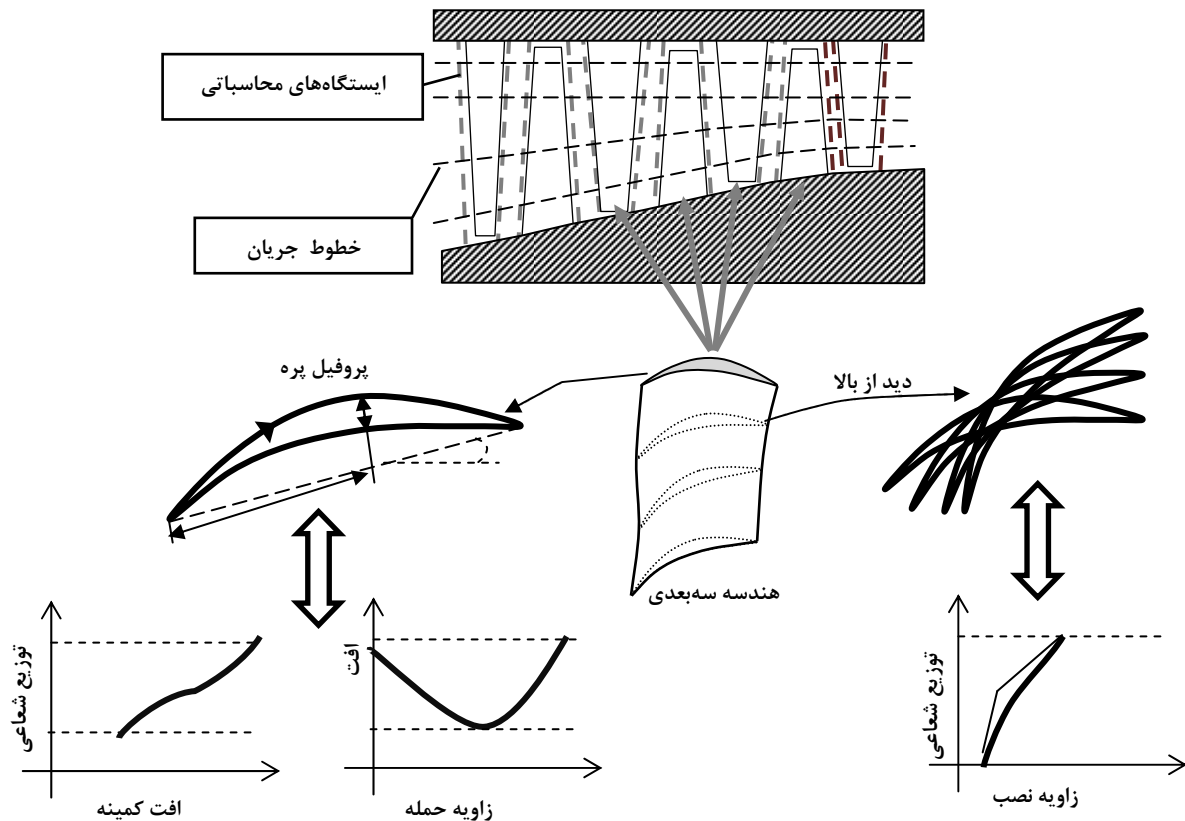 ایستگاه‌های محاسباتی
خطوط جریان
پروفیل پره
دید از بالا
هندسه سه‌بعدی
توزیع شعاعی
افت کمینه
افت
زاویه حمله
توزیع شعاعی
زاویه نصب